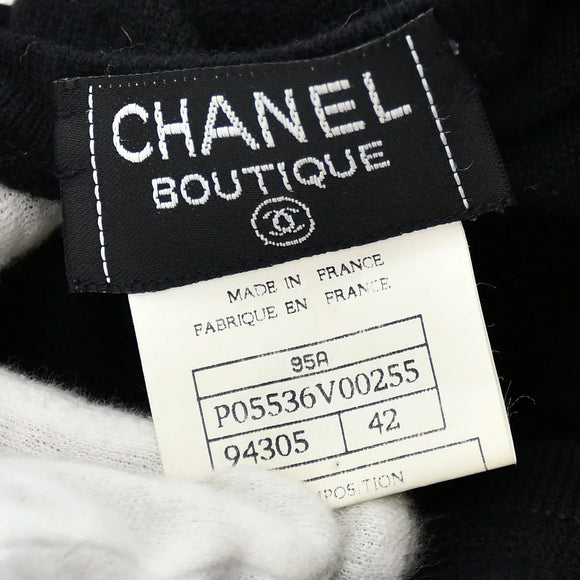 CHANEL
BOUTIQUE
MADE IN FRANCE
FABRIQUE EN FRANCE
95A
P05536V00255
94305 42